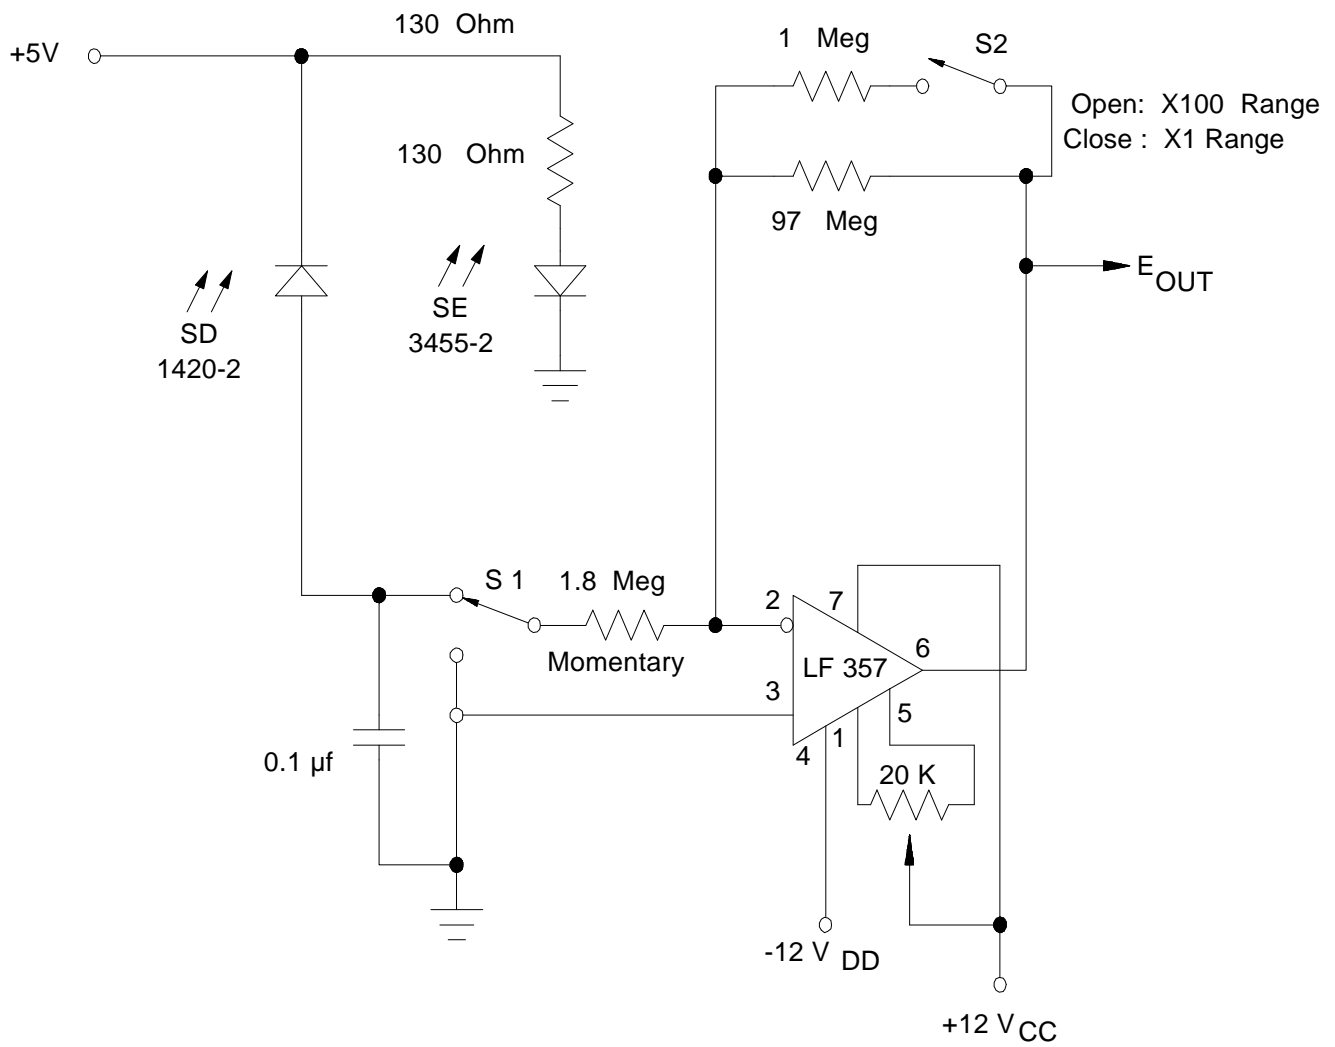 130 Ohm
+5V
1 Meg
S2
Open: X100 Range
Close : X1 Range
130 Ohm
97 Meg
SE
3455-2
SD
1420-2
E OUT
S 1
1.8 Meg
Momentary
2
7
LF 357
6
3
5
4
1
20 K
0.1 µf
-12 V DD
+12 V CC